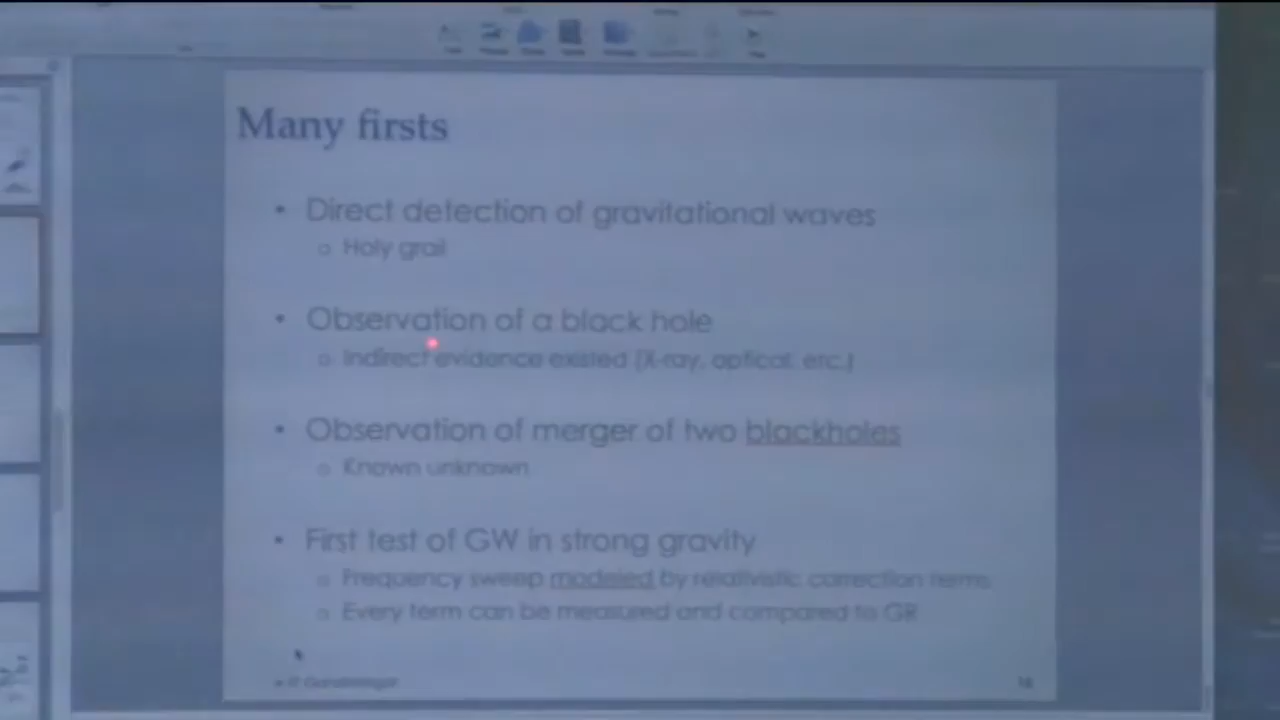 Many firsts
• Direct detection of gravitational waves
o Holy grail
• Observation of a black hole
o Indirect evidence existed (X-ray, optical, etc.)
• Observation of merger of two blackholes
o Known unknown
• First test of GW in strong gravity
o Frequency sweep modeled by relativistic correction terms
o Every term can be measured and compared to GR